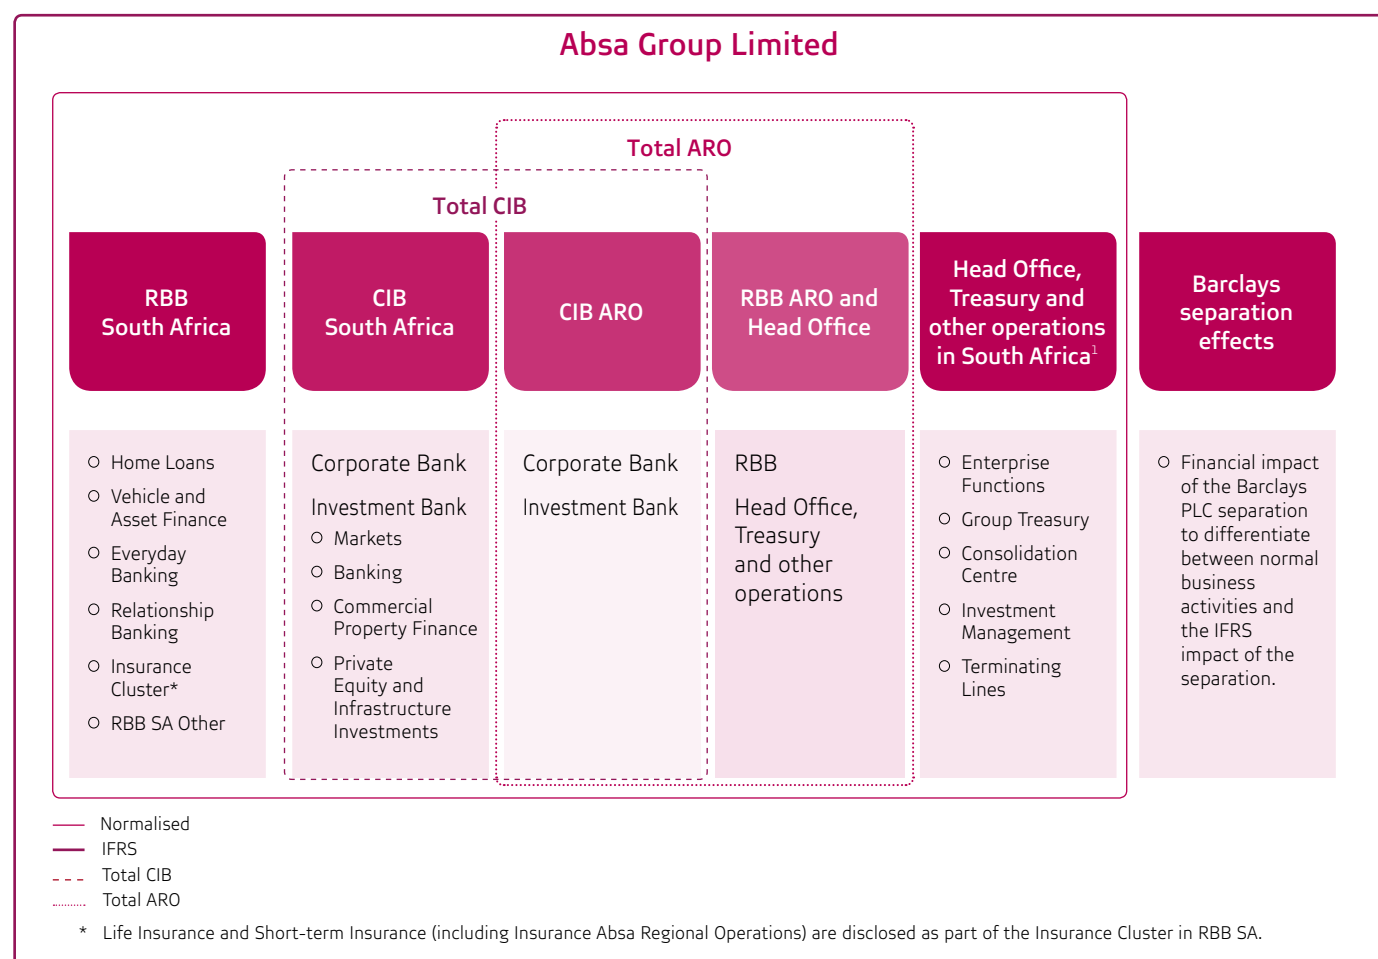 Absa Group Limited
Total ARO
Total CIB
RBB
South Africa
CIB
South Africa
CIB ARO
RBB ARO and
Head Office
Head Office,
Treasury and
other operations
in South Africa1
Barclays
separation
effects
Home Loans
Vehicle and
Asset Finance
Everyday
Banking
Relationship
Banking
Insurance
Cluster*
RBB SA Other
Corporate Bank
Investment Bank
Markets
Banking
Commercial
Property Finance
Private
Equity and
Infrastructure
Investments
Corporate Bank
Investment Bank
RBB
Head Office,
Treasury
and other
operations
Enterprise
Functions
Group Treasury
Consolidation
Centre
Investment
Management
Terminating
Lines
Financial impact
of the Barclays
PLC separation
to differentiate
between normal
business
activities and
the IFRS
impact of the
separation.
Normalised
IFRS
Total CIB
Total ARO
* Life Insurance and Short-term Insurance (including Insurance Absa Regional Operations) are disclosed as part of the Insurance Cluster in RBB SA.